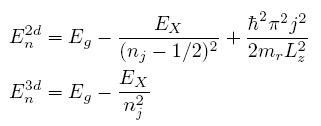 E_n^{2d} = E_g - \frac{E_X}{(n_j - 1/2)^2} + \frac{\hbar^2 \pi^2 j^2}{2 m_r L_z^2}
E_n^{3d} = E_g - \frac{E_X}{n_j^2}